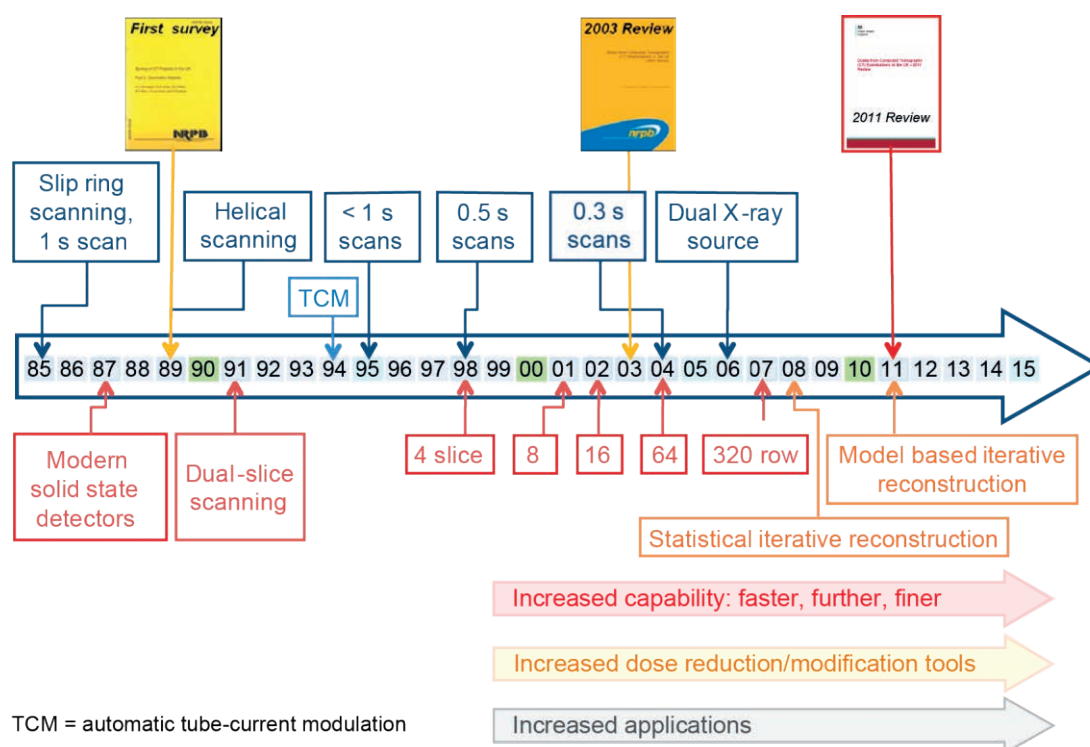 First survey
NRPB
2003 Review
nrpb
2011 Review
Slip ring
scanning,
1 s scan
Helical
scanning
< 1 s
scans
0.5 s
scans
0.3 s
scans
Dual X-ray
source
TCM
85 86 87 88 89 90 91 92 93 94 95 96 97 98 99 00 01 02 03 04 05 06 07 08 09 10 11 12 13 14 15
Modern
solid state
detectors
Dual-slice
scanning
4 slice
8
16
64
320 row
Model based iterative
reconstruction
Statistical iterative reconstruction
Increased capability: faster, further, finer
Increased dose reduction/modification tools
TCM = automatic tube-current modulation
Increased applications